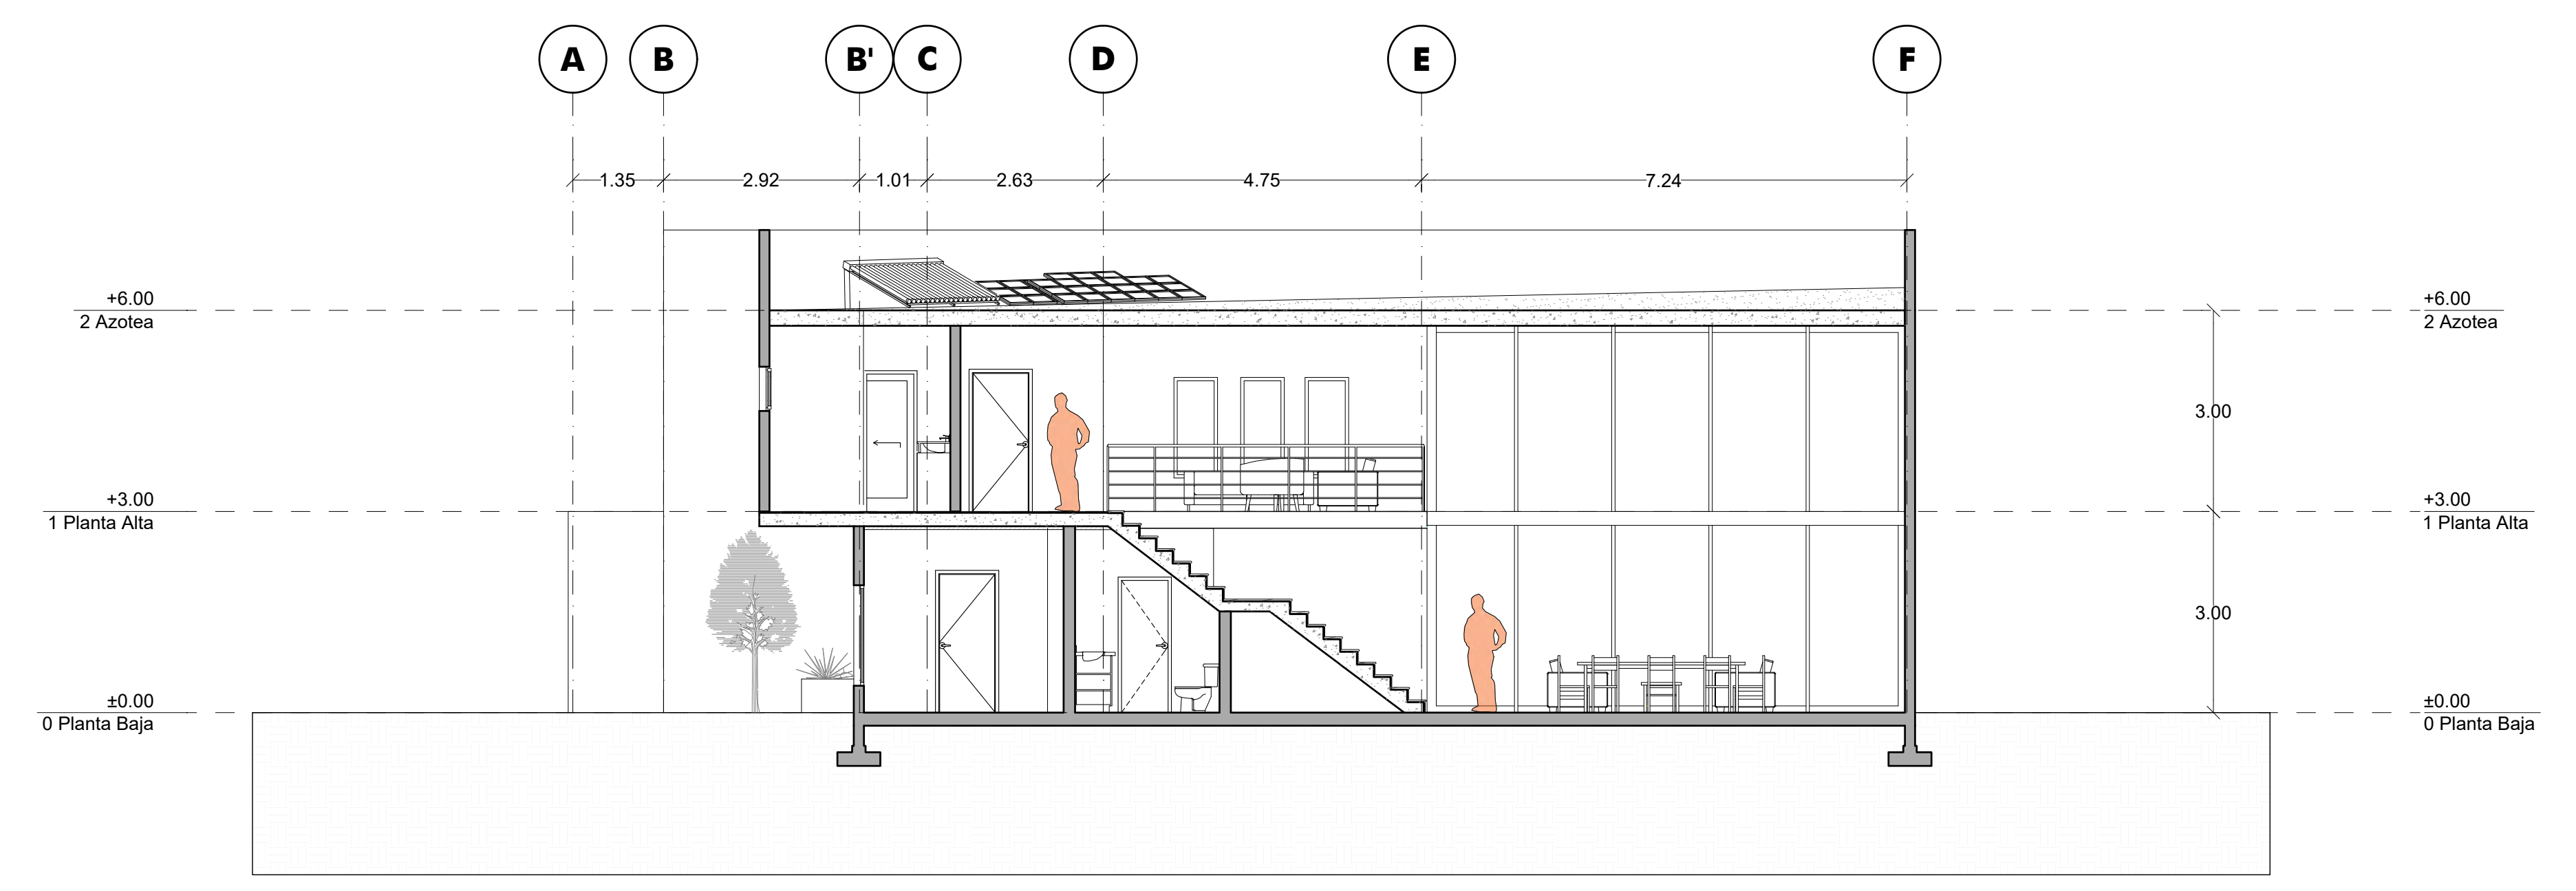 A B B' C D E F
1.35 2.92 1.01 2.63 4.75 7.24
+6.00 +6.00
2 Azotea 2 Azotea
3.00
+3.00 +3.00
1 Planta Alta 1 Planta Alta
3.00
±0.00 ±0.00
0 Planta Baja 0 Planta Baja